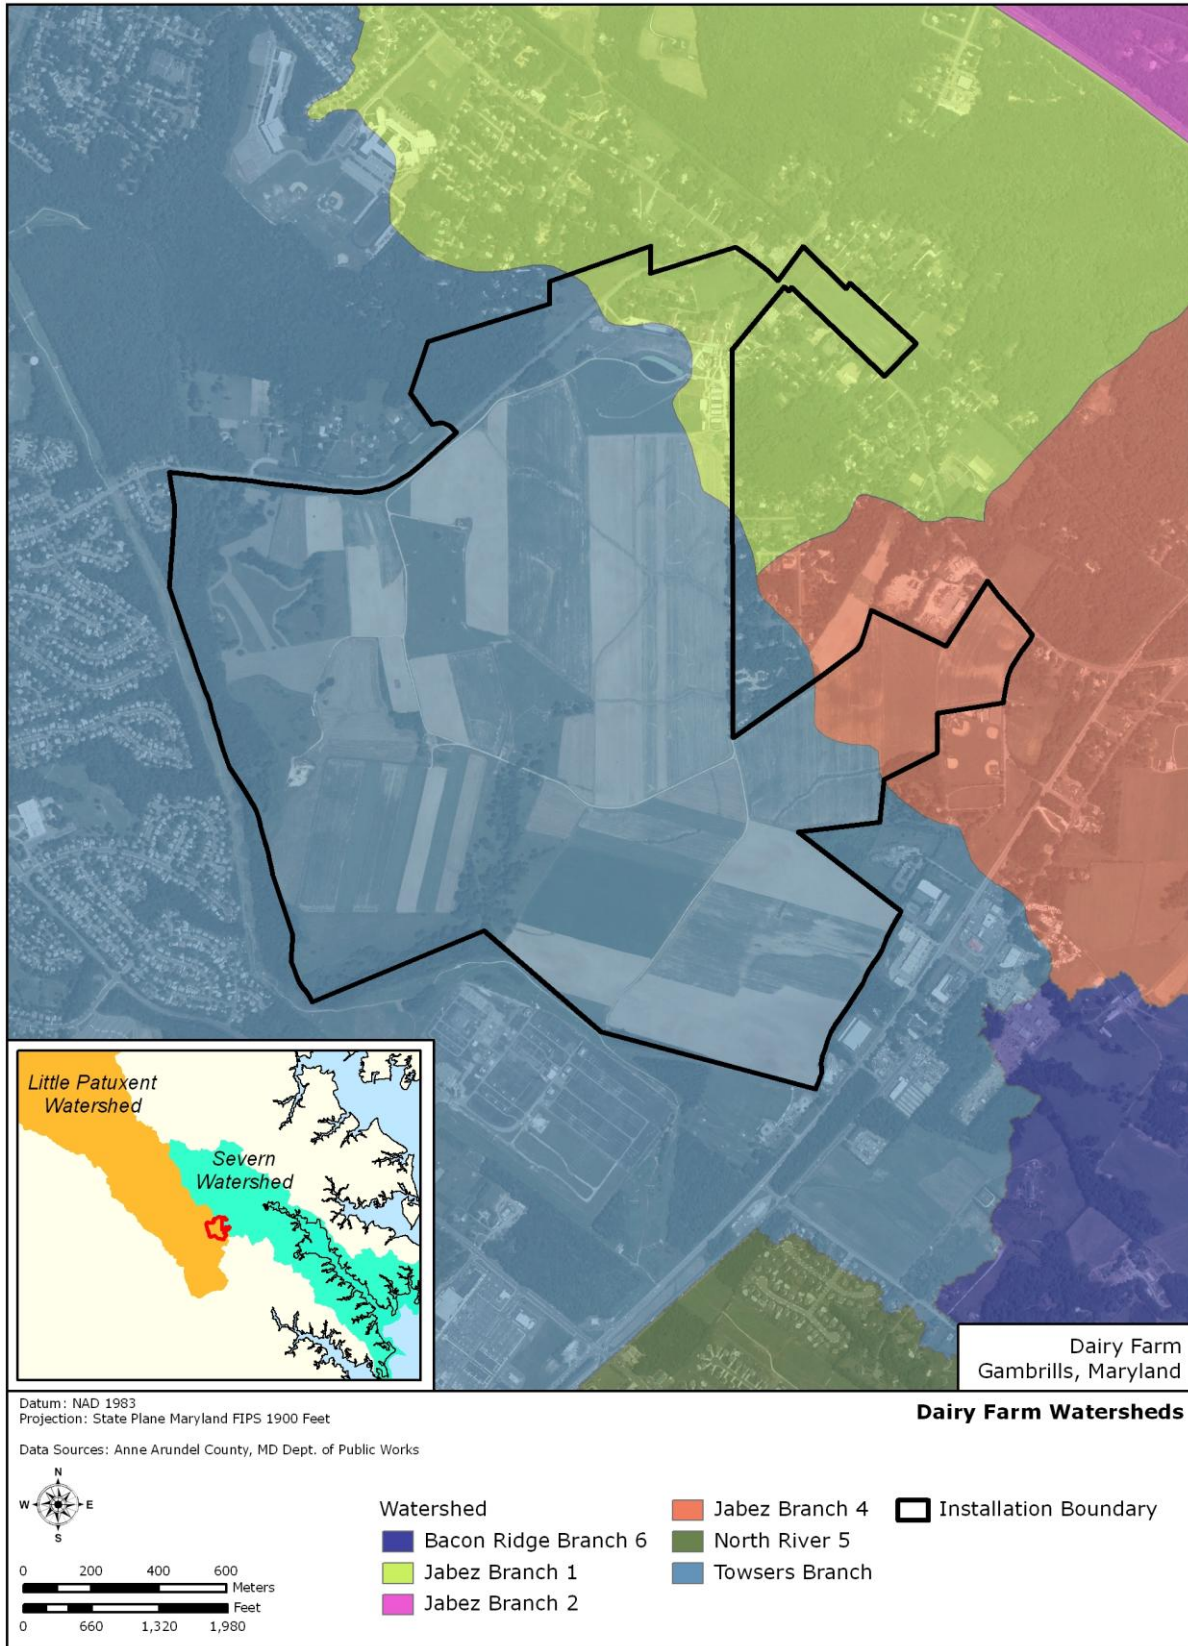 Little Patuxent
Watershed
Severn
Watershed
Dairy Farm
Gambrills, Maryland
Datum: NAD 1983
Projection: State Plane Maryland FIPS 1900 Feet
Data Sources: Anne Arundel County, MD Dept. of Public Works
Dairy Farm Watersheds
N
W E
S
0 200 400 600
Meters
Feet
0 660 1,320 1,980
Watershed
Bacon Ridge Branch 6
Jabez Branch 1
Jabez Branch 2
Jabez Branch 4
North River 5
Towsers Branch
Installation Boundary